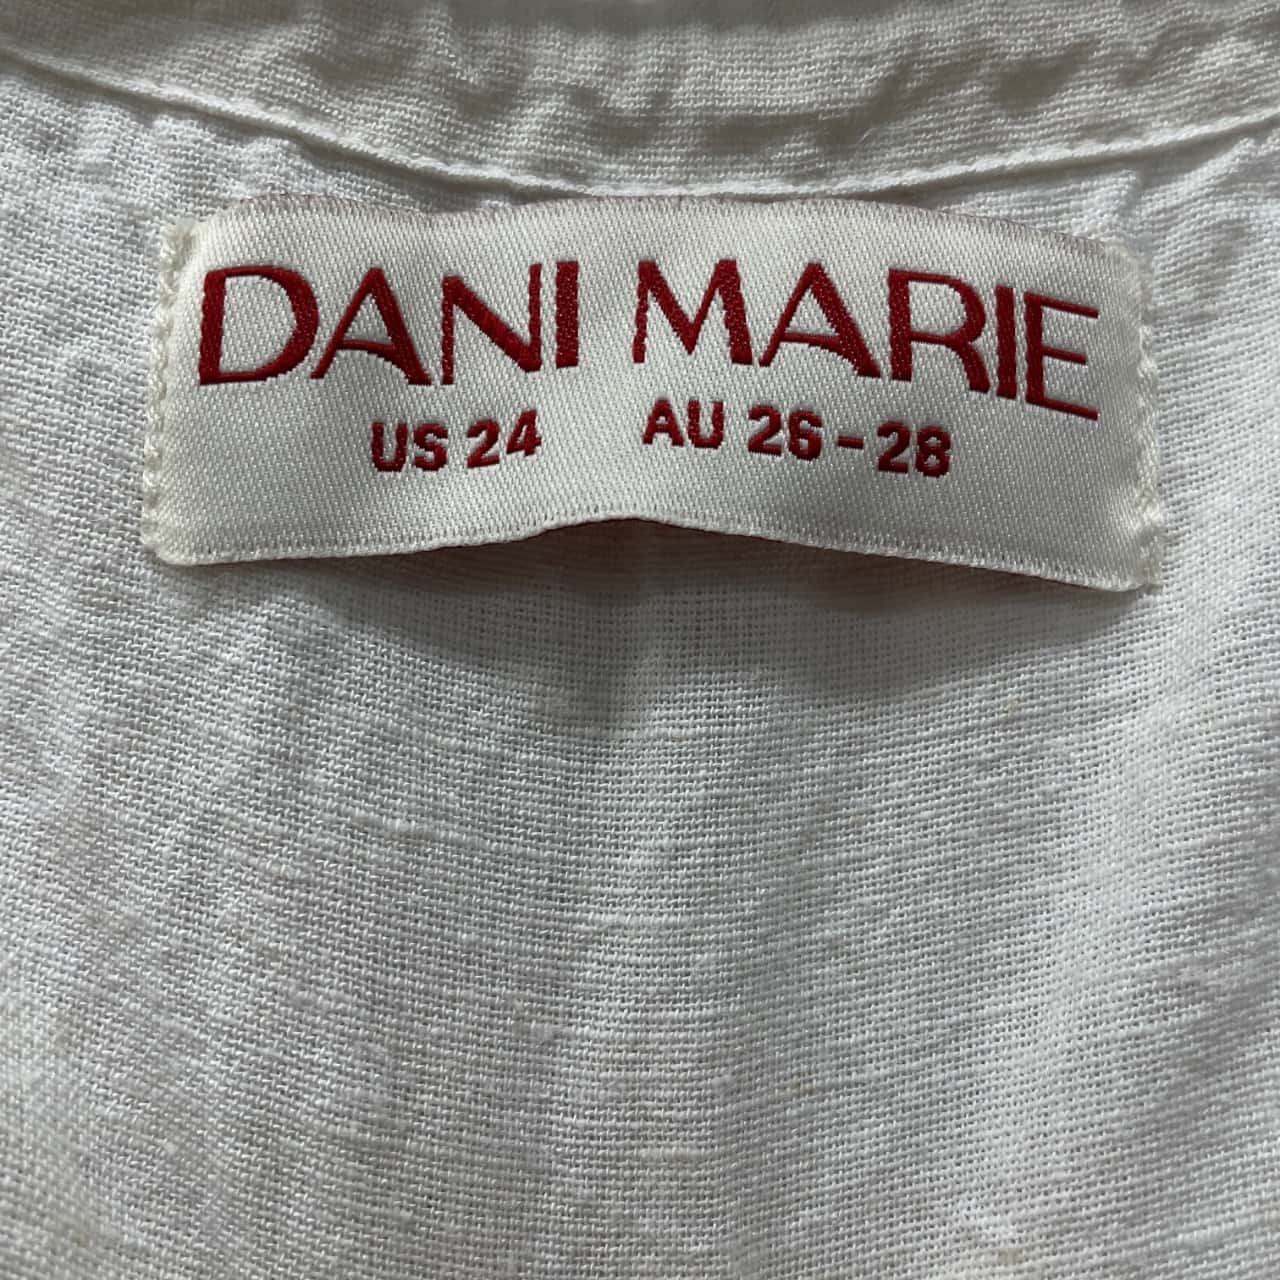 DANI MARIE
US 24 AU 26-28